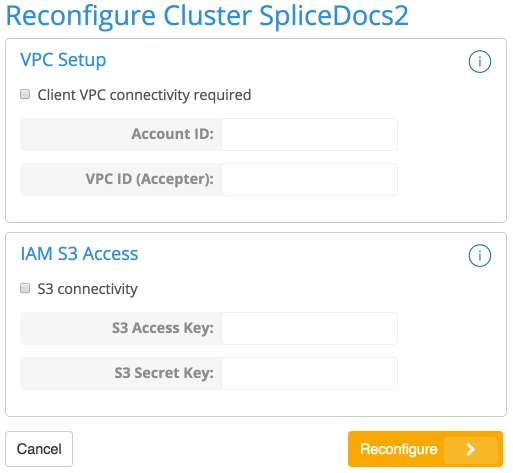 Reconfigure Cluster SpliceDocs2
VPC Setup
Client VPC connectivity required
Account ID:
VPC ID (Accepter):
IAM S3 Access
S3 connectivity
S3 Access Key:
S3 Secret Key:
Cancel
Reconfigure